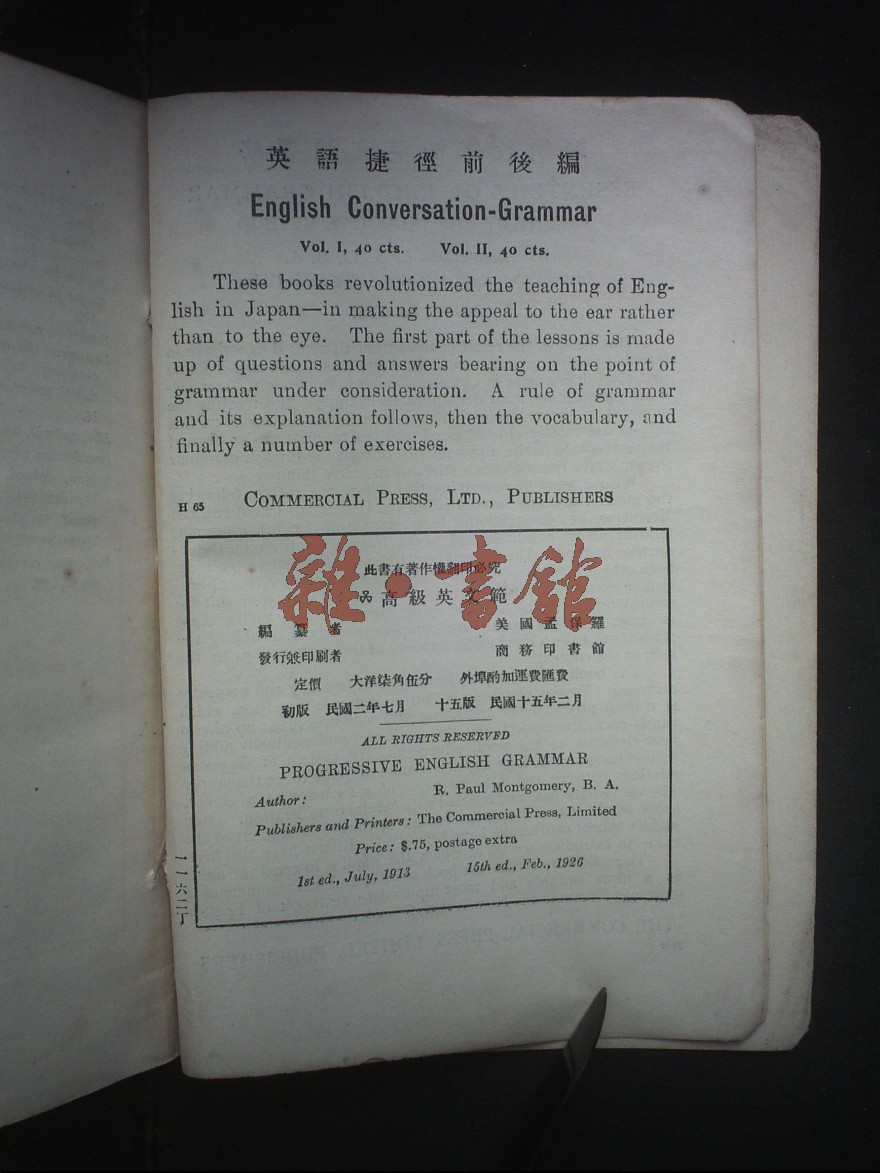 英語捷徑前後編
English Conversation-Grammar
Vol. I, 40 cts. Vol. II, 40 cts.
These books revolutionized the teaching of Eng-
lish in Japan—in making the appeal to the ear rather
than to the eye. The first part of the lessons is made
up of questions and answers bearing on the point of
grammar under consideration. A rule of grammar
and its explanation follows, then the vocabulary, and
finally a number of exercises.
H 65 COMMERCIAL PRESS, LTD., PUBLISHERS
此書有著作權翻印必究
高級英文範
編纂者 美國孟保羅
發行兼印刷者 商務印書館
定價 大洋柒角伍分 外埠酌加運費匯費
初版 民國二年七月 十五版 民國十五年二月
ALL RIGHTS RESERVED
PROGRESSIVE ENGLISH GRAMMAR
Author: R. Paul Montgomery, B. A.
Publishers and Printers: The Commercial Press, Limited
Price: $.75, postage extra
1st ed., July, 1913 15th ed., Feb., 1926
一一六二丁
雜·書館